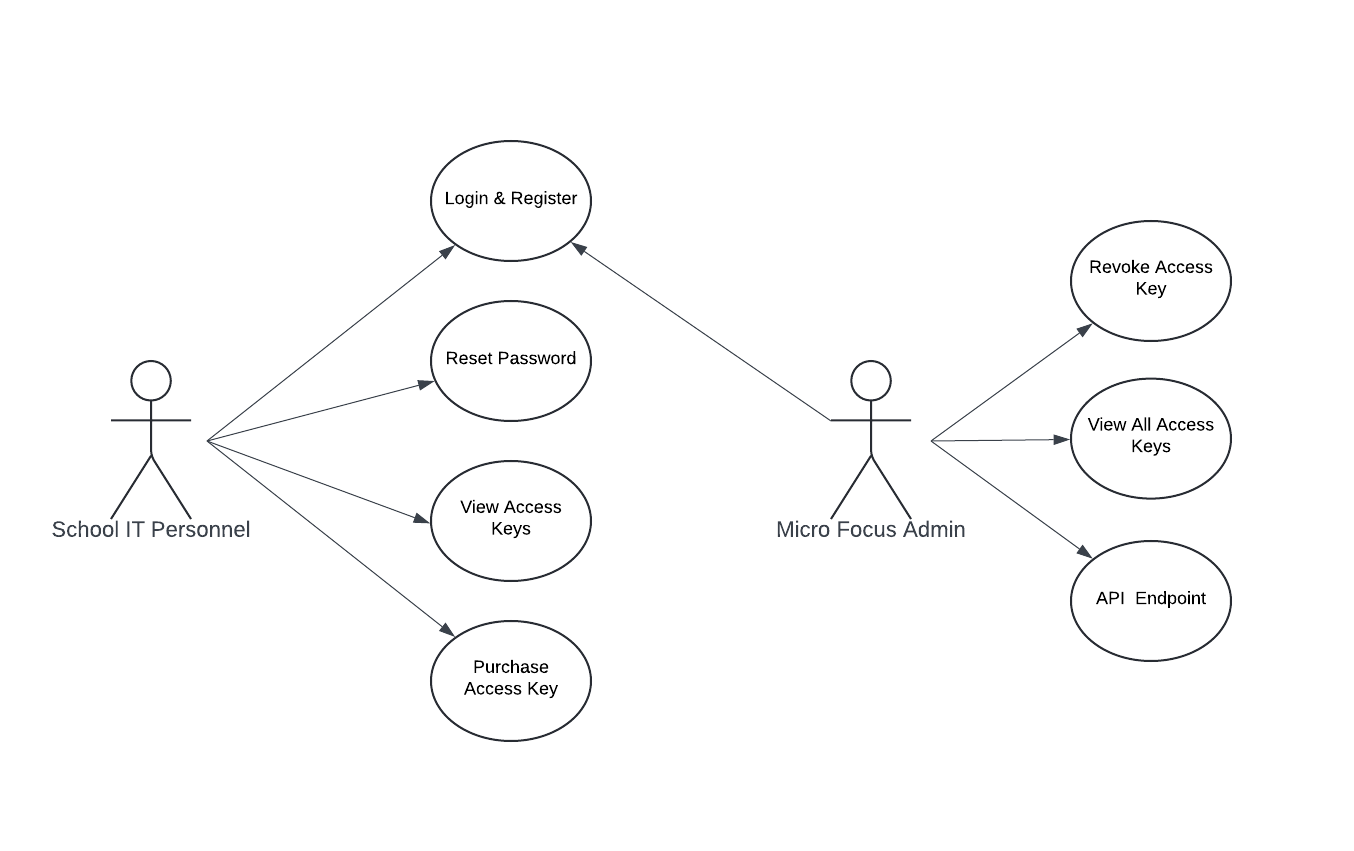 Login & Register
Reset Password
View Access
Keys
Purchase
Access Key
School IT Personnel
Micro Focus Admin
Revoke Access
Key
View All Access
Keys
API  Endpoint